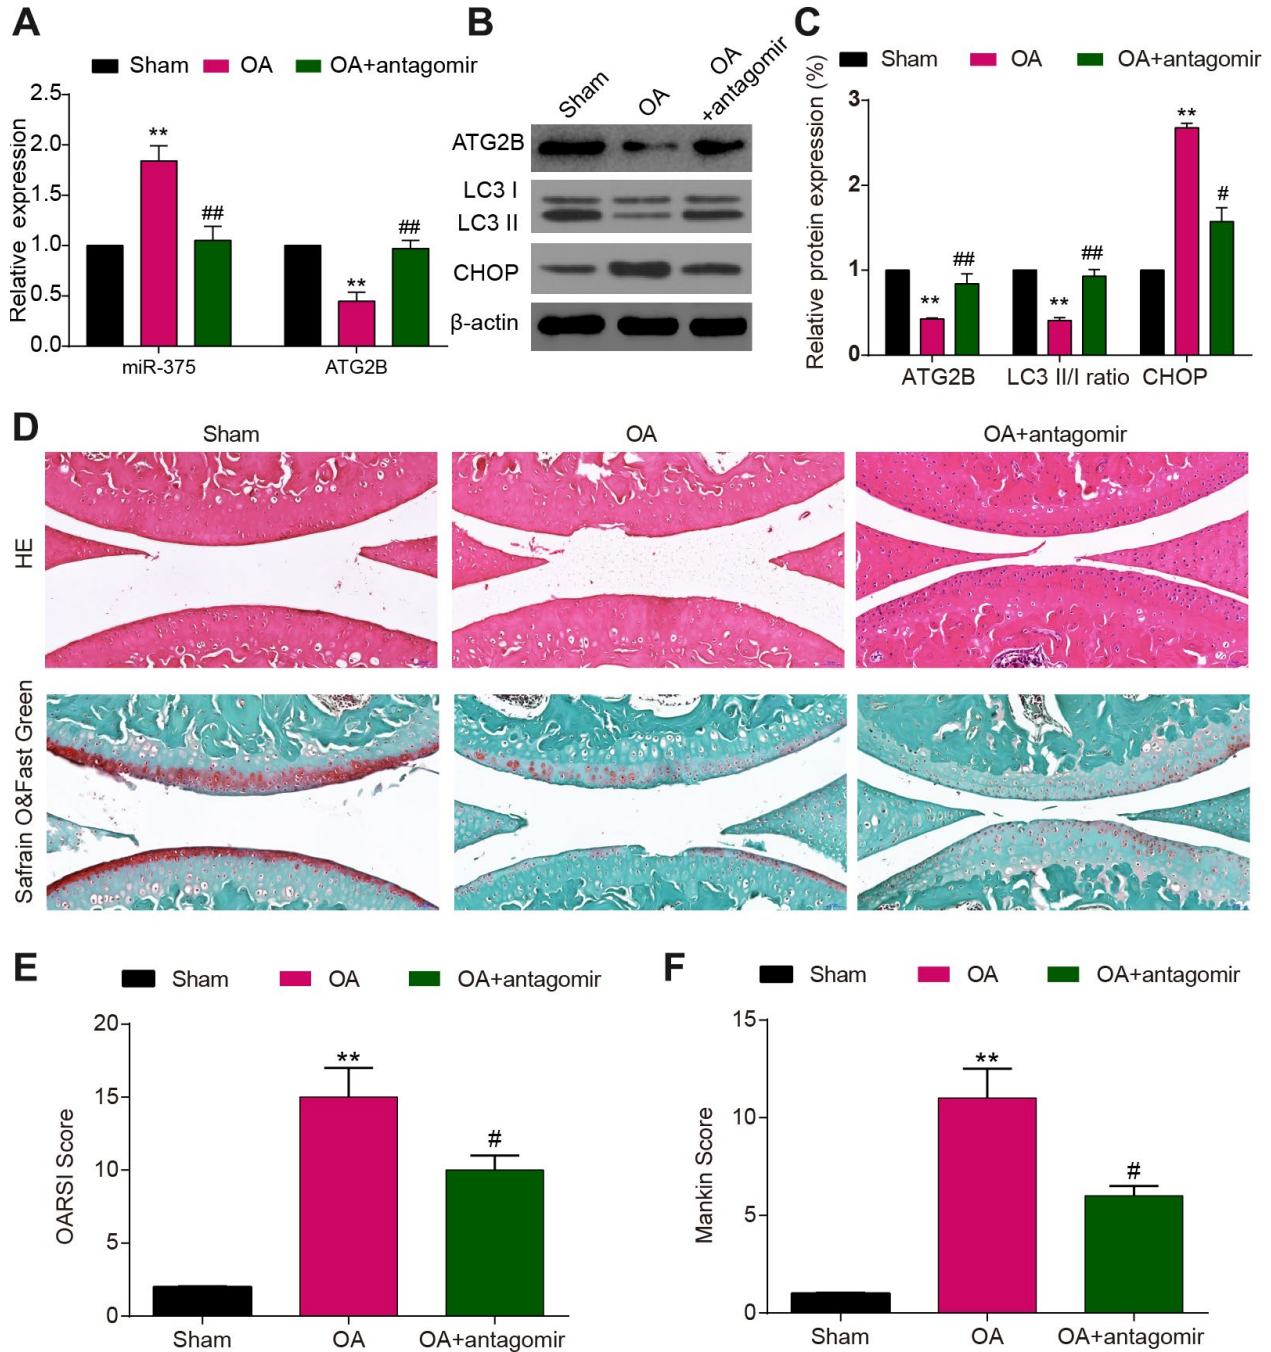 A
Sham OA OA+antagomir
Relative expression
2.5
2.0
1.5
1.0
0.5
0.0
** ## ** ##
miR-375 ATG2B
B
Sham OA OA +antagomir
ATG2B
LC3 I
LC3 II
CHOP
β-actin
C
Sham OA OA+antagomir
Relative protein expression (%)
3
2
1
0
** ## ** ## ** #
ATG2B LC3 II/I ratio CHOP
D
Sham OA OA+antagomir
HE
Safrain O&Fast Green
E
Sham OA OA+antagomir
OARSI Score
20
15
10
5
0
** #
Sham OA OA+antagomir
F
Sham OA OA+antagomir
Mankin Score
15
10
5
0
** #
Sham OA OA+antagomir